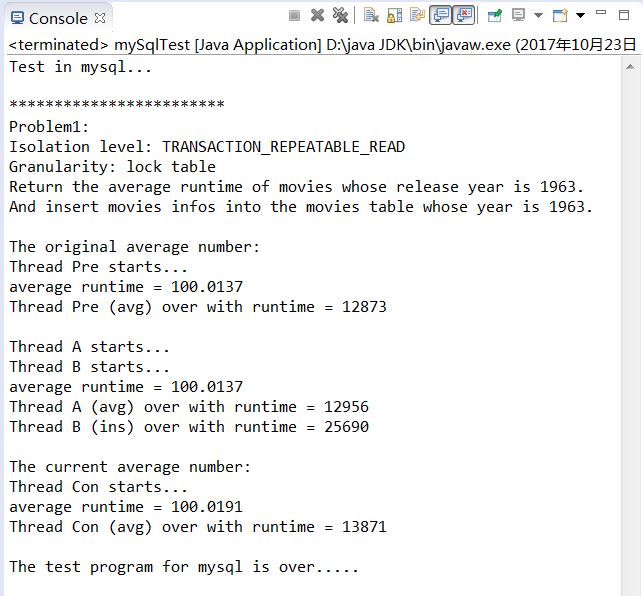 Console
<terminated> mySqlTest [Java Application] D:\java JDK\bin\javaw.exe (2017年10月23日
Test in mysql...
************************
Problem1:
Isolation level: TRANSACTION_REPEATABLE_READ
Granularity: lock table
Return the average runtime of movies whose release year is 1963.
And insert movies infos into the movies table whose year is 1963.
The original average number:
Thread Pre starts...
average runtime = 100.0137
Thread Pre (avg) over with runtime = 12873
Thread A starts...
Thread B starts...
average runtime = 100.0137
Thread A (avg) over with runtime = 12956
Thread B (ins) over with runtime = 25690
The current average number:
Thread Con starts...
average runtime = 100.0191
Thread Con (avg) over with runtime = 13871
The test program for mysql is over.....